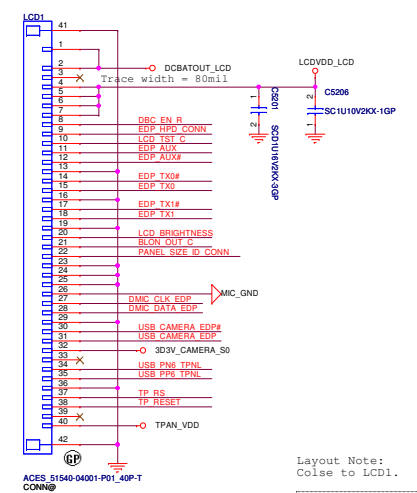 LCD1
41
1
2
DCBATOUT_LCD
3
Trace width = 80mil
4
5
6
7
8
DBC_EN_R
9
EDP_HPD_CONN
10
LCD_TST_C
11
EDP_AUX
12
EDP_AUX#
13
14
EDP_TX0#
15
EDP_TX0
16
17
EDP_TX1#
18
EDP_TX1
19
20
LCD_BRIGHTNESS
21
BLON_OUT_C
22
PANEL_SIZE_ID_CONN
23
24
25
26
MIC_GND
27
DMIC_CLK_EDP
28
DMIC_DATA_EDP
29
30
USB_CAMERA_EDP#
31
USB_CAMERA_EDP
32
3D3V_CAMERA_S0
33
34
USB_PN6_TPNL
35
USB_PP6_TPNL
36
37
TP_RS
38
TP_RESET
39
40
TPAN_VDD
42
GP
ACES_51540-04001-P01_40P-T
CONN@
LCDVDD_LCD
C5201
1
2
SCD1U16V2KX-3GP
C5206
2
1
SC1U10V2KX-1GP
Layout Note:
Colse to LCD1.